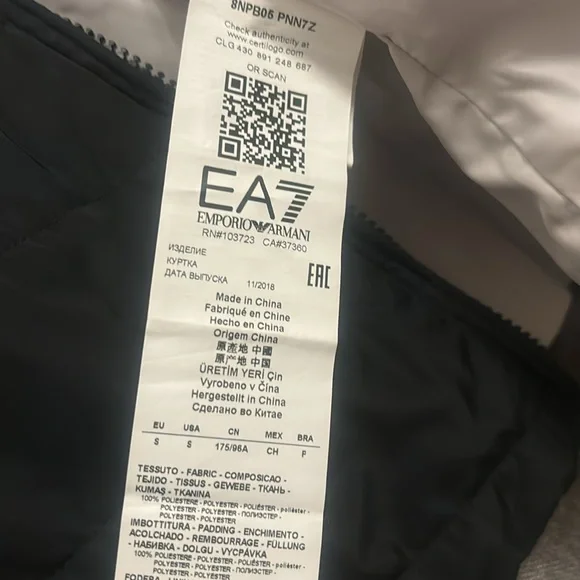 8NPB05 PNN7Z
Check authenticity at
www.certilogo.com
CLG 430 891 248 687
OR SCAN
EA7
EMPORIO ARMANI
RN#103723 CA#37360
ИЗДЕЛИЕ
КУРТКА
ДАТА ВЫПУСКА 11/2018
EAC
Made in China
Fabriqué en Chine
Hecho en China
Origem China
原產地 中國
原产地 中国
ÜRETİM YERİ Çin
Vyrobeno v Čína
Hergestellt in China
Сделано во Китае
EU USA CN MEX BRA
S S 175/96A CH P
TESSUTO - FABRIC - COMPOSICAO -
TEJIDO - TISSUS - GEWEBE - ТКАНЬ -
KUMAŞ - TKANINA
100% POLIESTERE - POLYESTER - POLIÉSTER - poliéster -
POLYESTER - POLYESTER - ПОЛИЭСТЕР -
POLYESTER - POLYESTER
IMBOTTITURA - PADDING - ENCHIMENTO -
ACOLCHADO - REMBOURRAGE - FÜLLUNG
- НАБИВКА - DOLGU - VYCPÁVKA
100% POLIESTERE - POLYESTER - POLIÉSTER - poliéster -
POLYESTER - POLYESTER - ПОЛИЭСТЕР -
POLYESTER - POLYESTER
FODERA